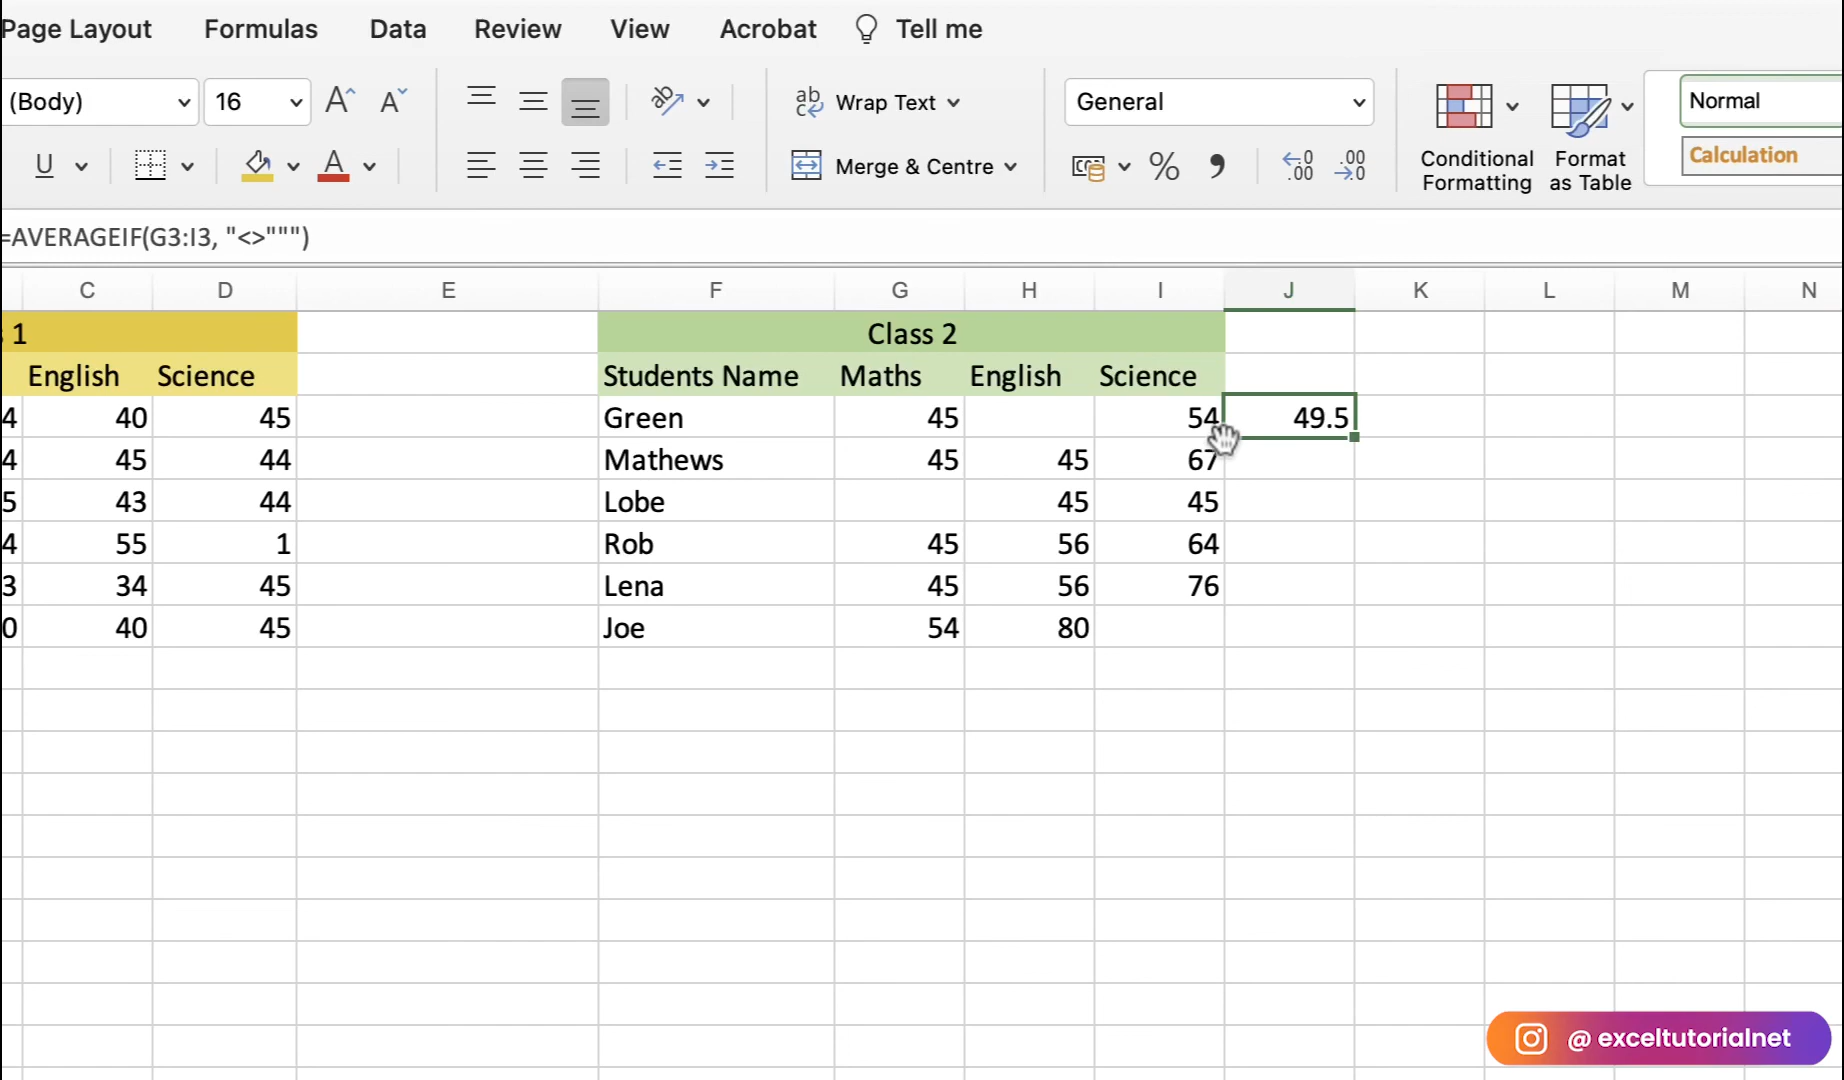 Page Layout Formulas Data Review View Acrobat Tell me
(Body) 16 A A ab Wrap Text General Normal
U A Merge & Centre % , .00 .0 Conditional Formatting Format as Table Calculation
=AVERAGEIF(G3:I3, "<>""")
C D E F G H I J K L M N
1 Class 2
English Science Students Name Maths English Science
4 40 45 Green 45 54 49.5
4 45 44 Mathews 45 45 67
5 43 44 Lobe 45 45
4 55 1 Rob 45 56 64
3 34 45 Lena 45 56 76
0 40 45 Joe 54 80
@ exceltutorialnet